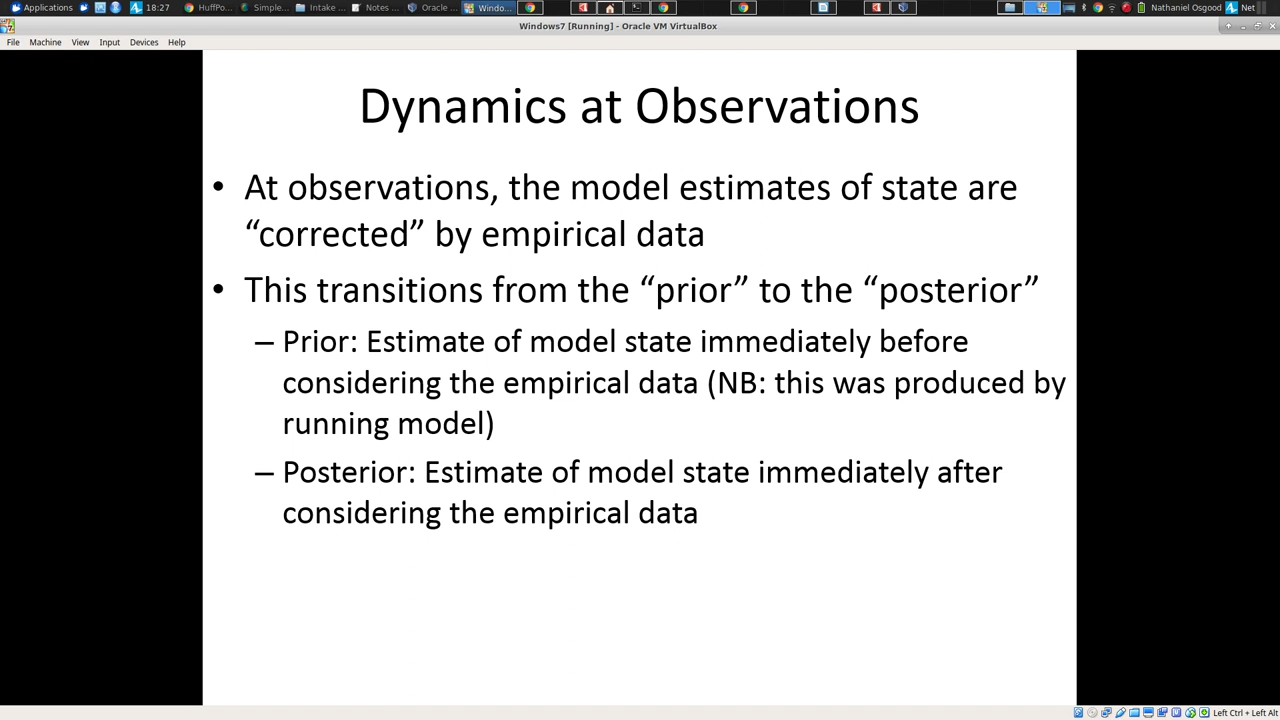 Applications 18:27 HuffPo... Simple... Intake ... Notes ... Oracle ... Windo... Nathaniel Osgood Net
Windows7 [Running] - Oracle VM VirtualBox
File Machine View Input Devices Help
Dynamics at Observations
• At observations, the model estimates of state are
“corrected” by empirical data
• This transitions from the “prior” to the “posterior”
– Prior: Estimate of model state immediately before
considering the empirical data (NB: this was produced by
running model)
– Posterior: Estimate of model state immediately after
considering the empirical data
Left Ctrl + Left Alt